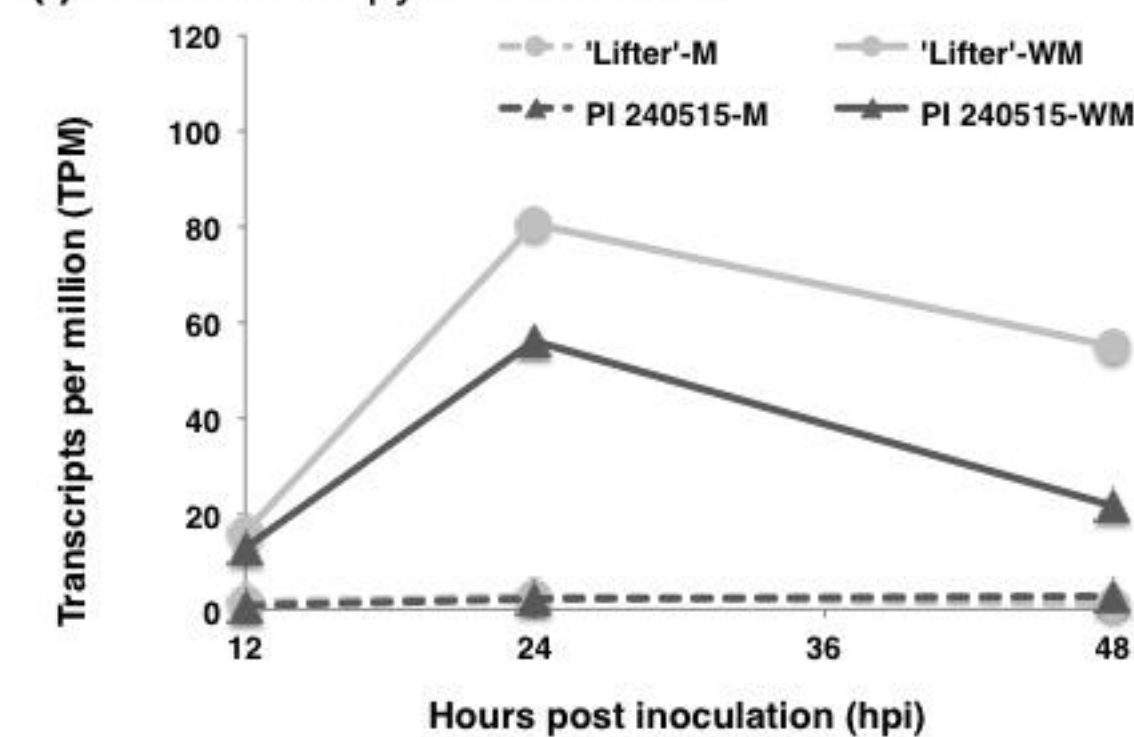 120
'Lifter'-M 'Lifter'-WM
PI 240515-M PI 240515-WM
100
80
60
40
20
0
Transcripts per million (TPM)
12 24 36 48
Hours post inoculation (hpi)